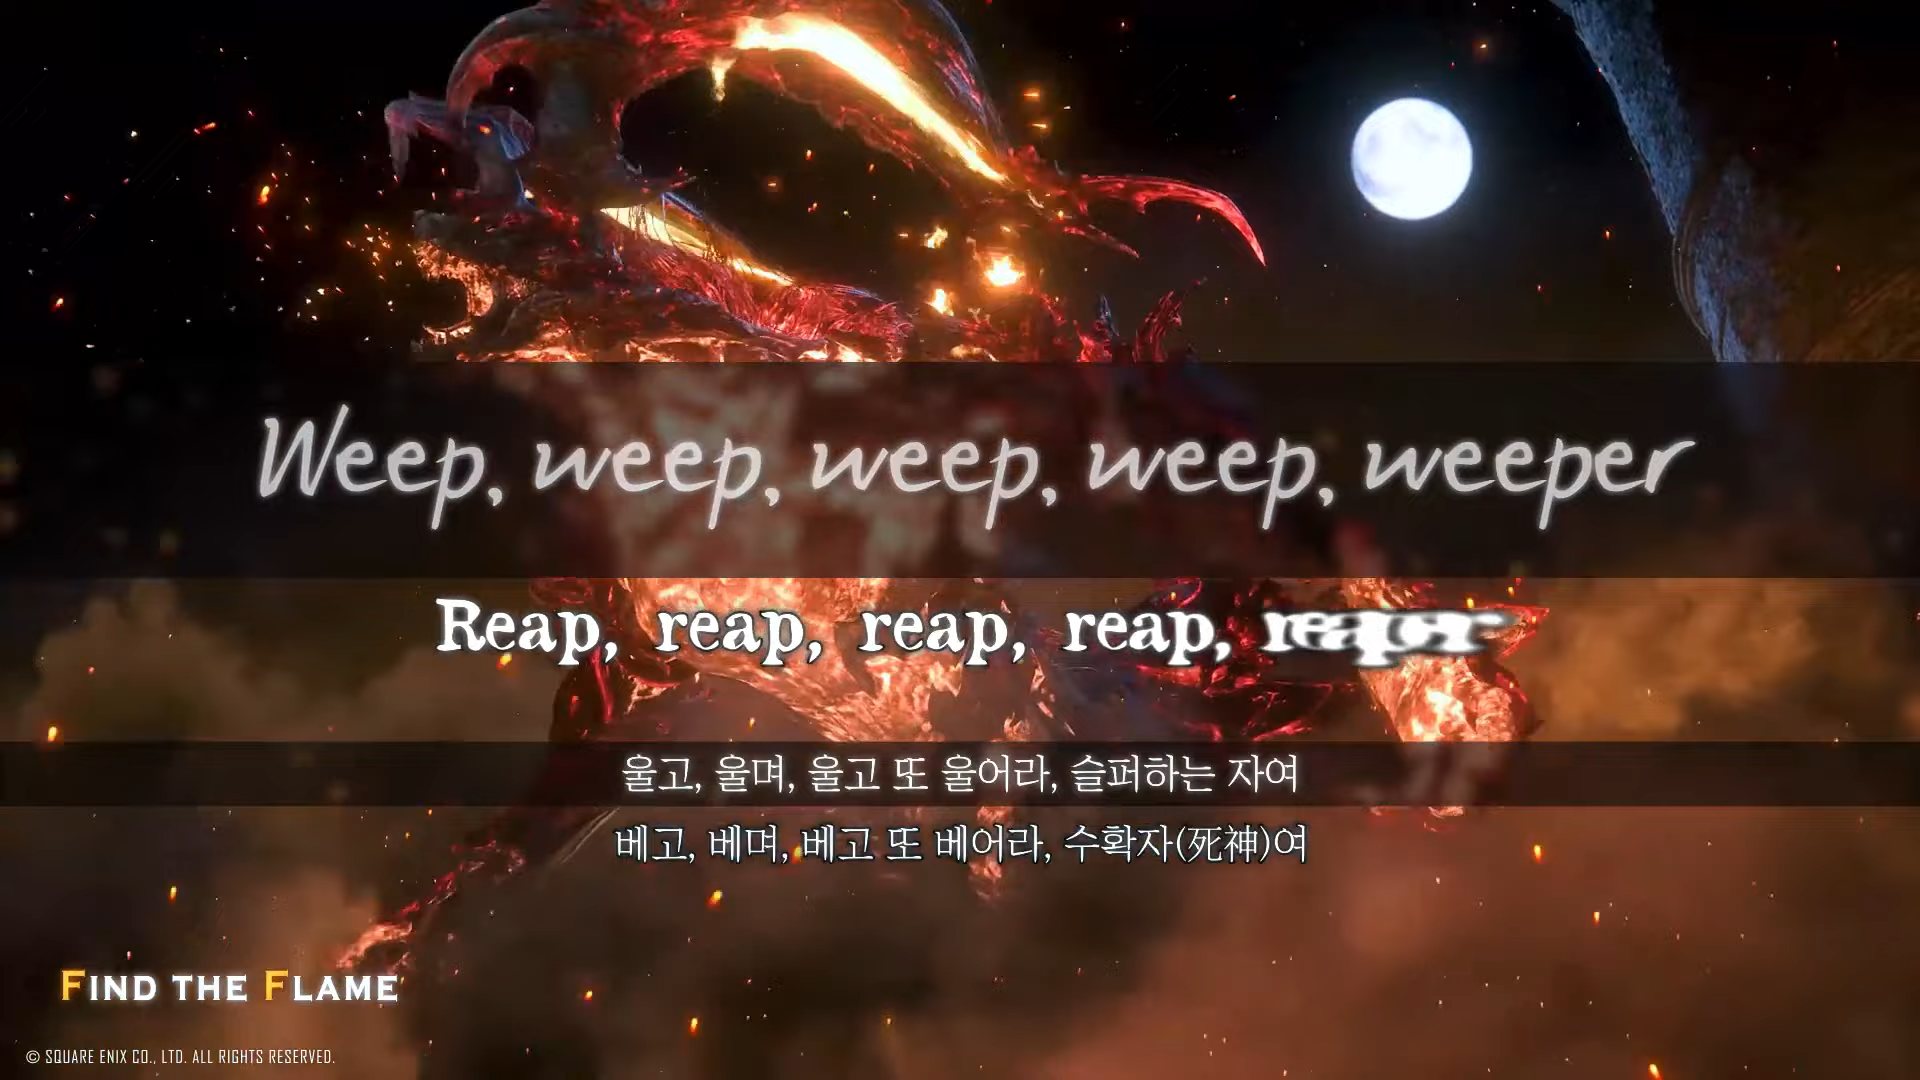 Weep, weep, weep, weep, weeper
Reap, reap, reap, reap, reaper
울고, 울며, 울고 또 울어라, 슬퍼하는 자여
베고, 베며, 베고 또 베어라, 수확자(死神)여
FIND THE FLAME
© SQUARE ENIX CO., LTD. ALL RIGHTS RESERVED.